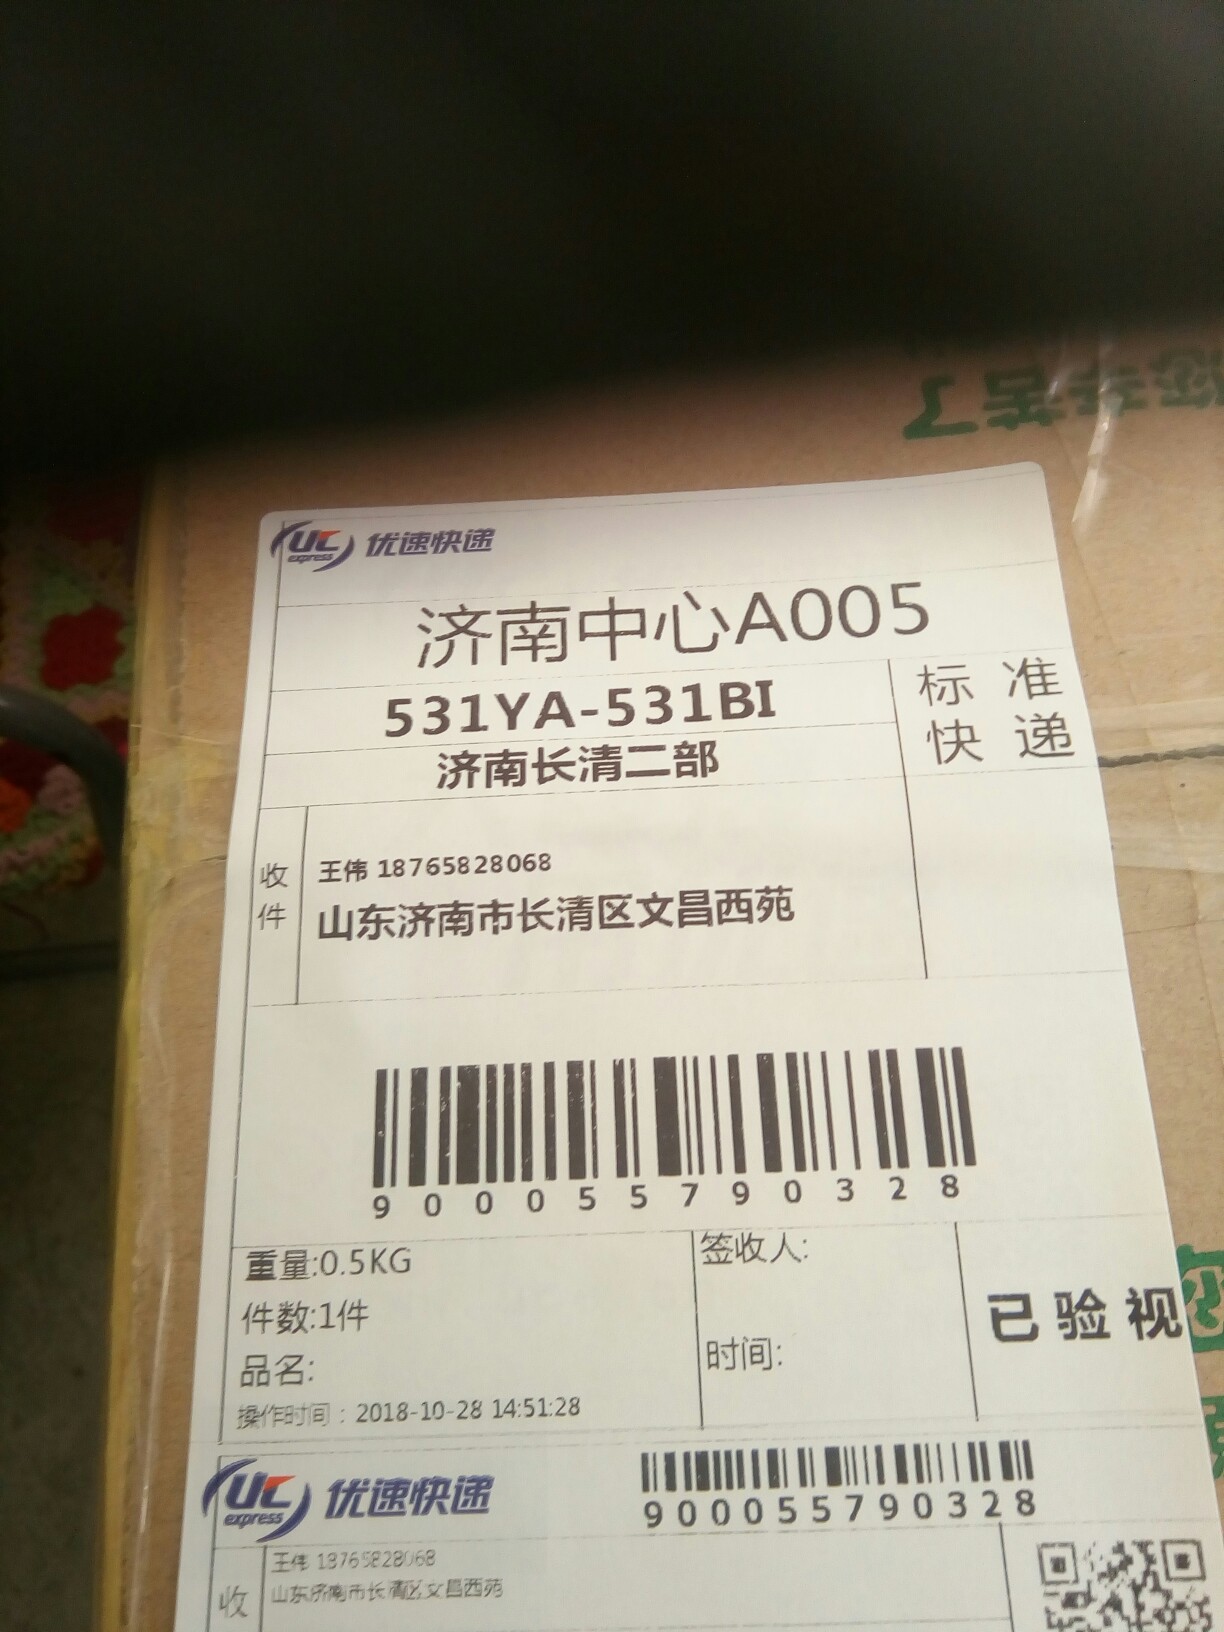 UC express 优速快递
济南中心A005
531YA-531BI
标 准
快 递
济南长清二部
收件
王伟 18765828068
山东济南市长清区文昌西苑
900055790328
重量:0.5KG
件数:1件
品名:
操作时间：2018-10-28 14:51:28
签收人:
时间:
已 验 视
UC express 优速快递
900055790328
收
王伟 18765828068
山东济南市长清区文昌西苑